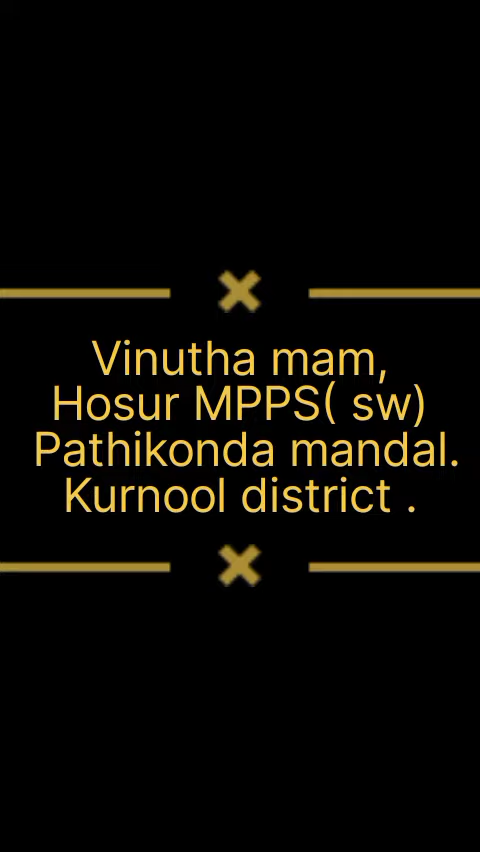 Vinutha mam,
Hosur MPPS( sw)
Pathikonda mandal.
Kurnool district .